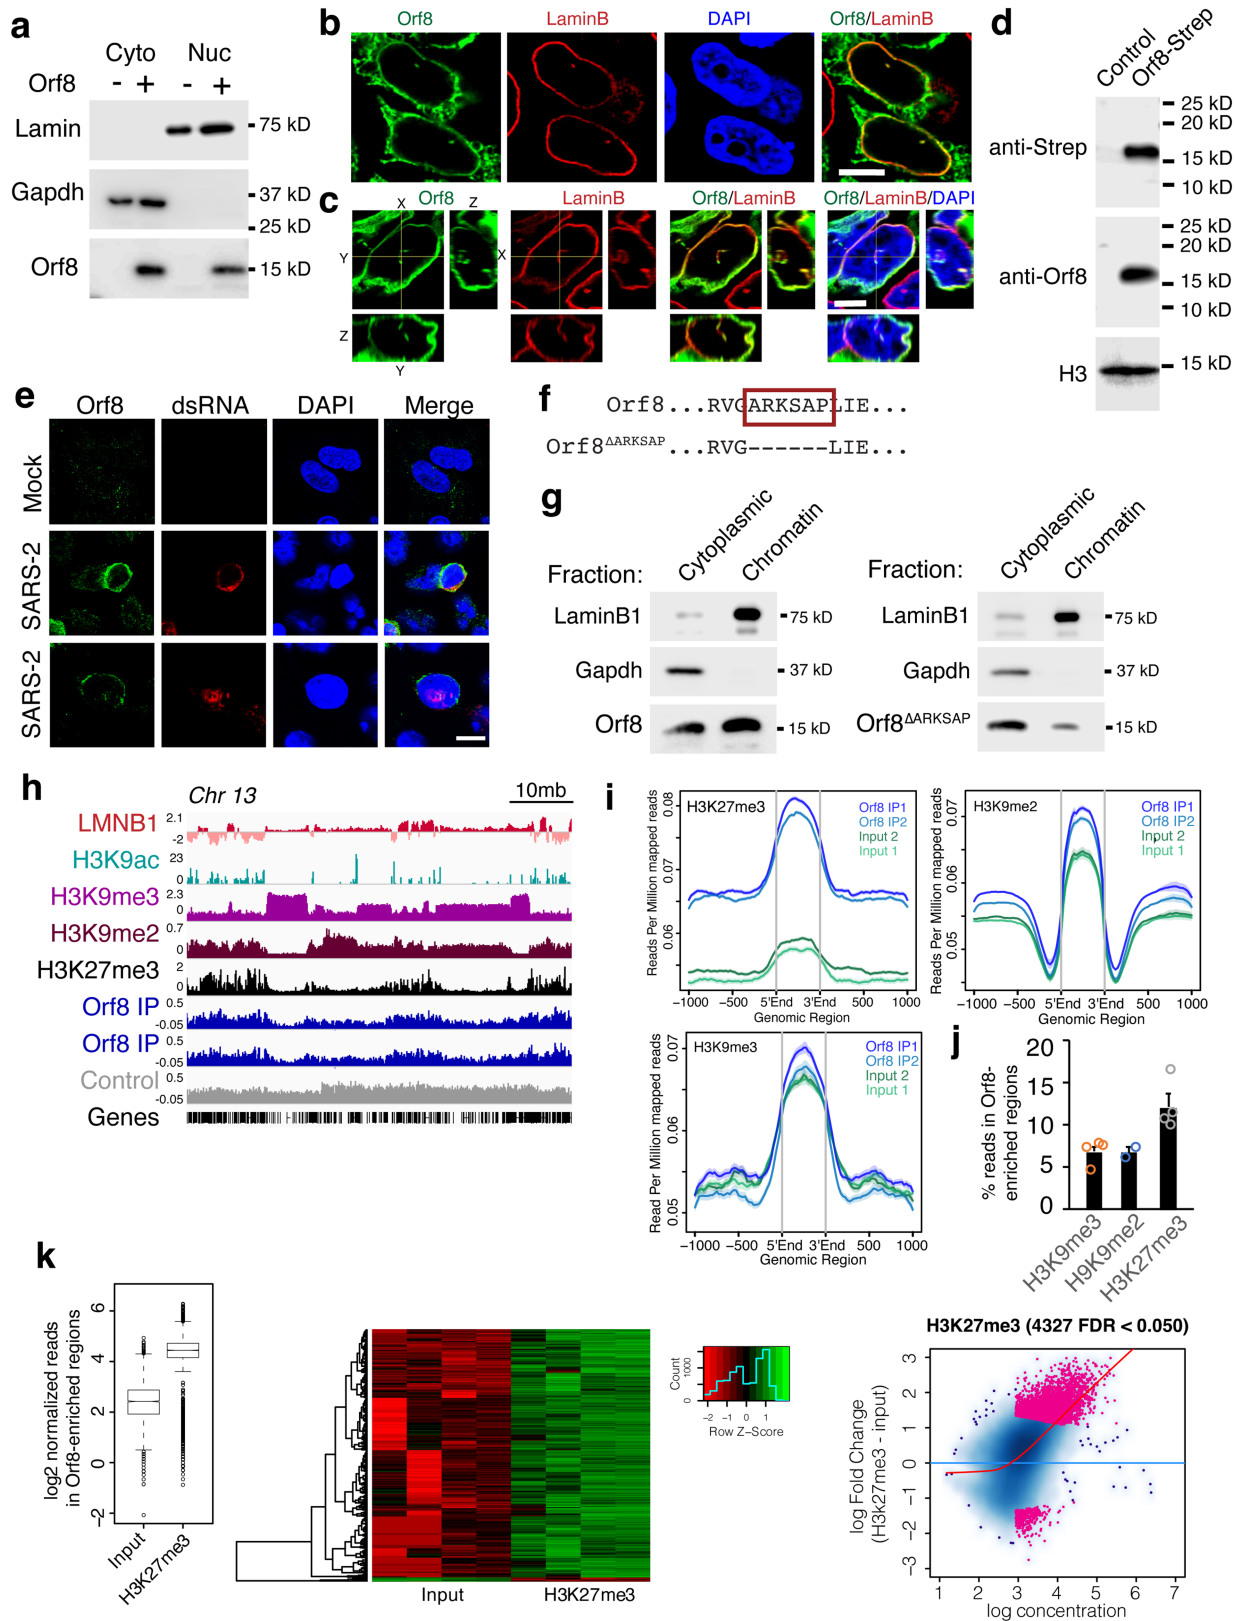 a
Cyto Nuc
Orf8 - + - +
Lamin 75 kD
Gapdh 37 kD
25 kD
Orf8 15 kD
b
Orf8 LaminB DAPI Orf8/LaminB
c
Orf8 LaminB Orf8/LaminB Orf8/LaminB/DAPI
X Z
Y X
Z
Y
d
Control Orf8-Strep
25 kD
20 kD
anti-Strep
15 kD
10 kD
25 kD
20 kD
anti-Orf8
15 kD
10 kD
15 kD
H3
e
Orf8 dsRNA DAPI Merge
Mock
SARS-2
SARS-2
f
Orf8...RVGARKSAPLIE...
Orf8ΔARKSAP...RVG------LIE...
g
Fraction: Cytoplasmic Chromatin
LaminB1 75 kD
Gapdh 37 kD
Orf8 15 kD
Fraction: Cytoplasmic Chromatin
LaminB1 75 kD
Gapdh 37 kD
Orf8ΔARKSAP 15 kD
h
Chr 13 10mb
LMNB1 2.1
-2
H3K9ac 23
0
H3K9me3 2.3
0
H3K9me2 0.7
0
H3K27me3 2
0
Orf8 IP 0.5
-0.05
Orf8 IP 0.5
-0.05
Control 0.5
-0.05
Genes
i
H3K27me3
Orf8 IP1
Orf8 IP2
Input 2
Input 1
Reads Per Million mapped reads
0.08
0.07
0.06
−1000 −500 5'End 3'End 500 1000
Genomic Region
H3K9me2
Orf8 IP1
Orf8 IP2
Input 2
Input 1
Reads Per Million mapped reads
0.07
0.06
0.05
−1000 −500 5'End 3'End 500 1000
Genomic Region
H3K9me3
Orf8 IP1
Orf8 IP2
Input 2
Input 1
Read Per Million mapped reads
0.07
0.06
0.05
−1000 −500 5'End 3'End 500 1000
Genomic Region
j
% reads in Orf8-
enriched regions
20
15
10
5
0
H3K9me3
H9K9me2
H3K27me3
k
log2 normalized reads
in Orf8-enriched regions
6
4
2
0
-2
Input
H3K27me3
Input H3K27me3
Count
0 1000
−2 −1 0 1
Row Z−Score
H3K27me3 (4327 FDR < 0.050)
log Fold Change
(H3k27me3 - input)
3
2
1
0
−1
−2
−3
1 2 3 4 5 6 7
log concentration